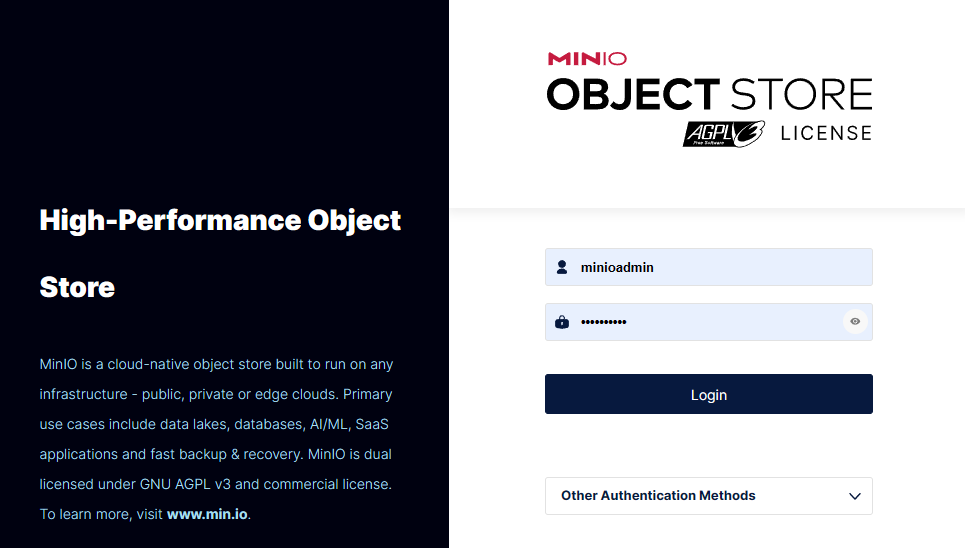 High-Performance Object
Store
MinIO is a cloud-native object store built to run on any
infrastructure - public, private or edge clouds. Primary
use cases include data lakes, databases, AI/ML, SaaS
applications and fast backup & recovery. MinIO is dual
licensed under GNU AGPL v3 and commercial license.
To learn more, visit www.min.io.
MINIO
OBJECT STORE
AGPLV3 LICENSE
Free Software
minioadmin
••••••••••
Login
Other Authentication Methods